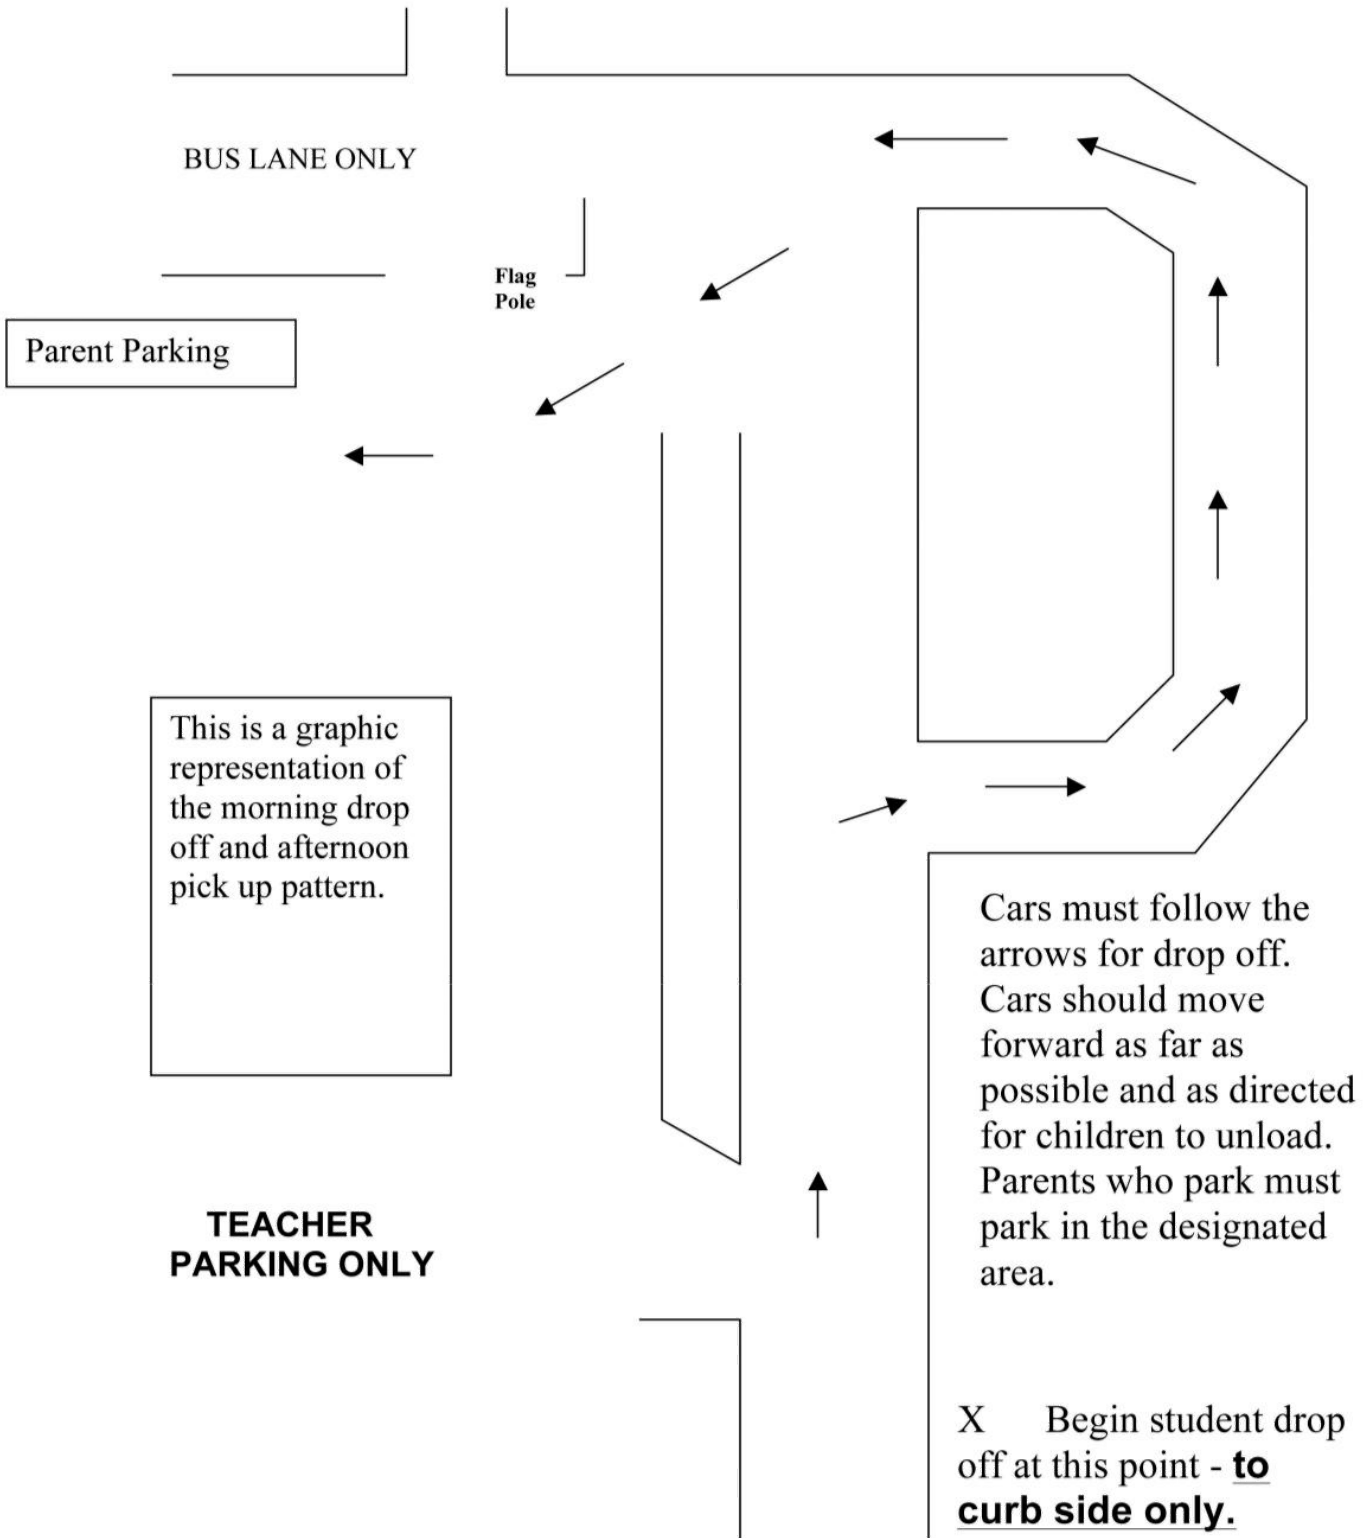 BUS LANE ONLY
Flag
Pole
Parent Parking
This is a graphic
representation of
the morning drop
off and afternoon
pick up pattern.
Cars must follow the
arrows for drop off.
Cars should move
forward as far as
possible and as directed
for children to unload.
Parents who park must
park in the designated
area.
TEACHER
PARKING ONLY
X Begin student drop
off at this point - to
curb side only.